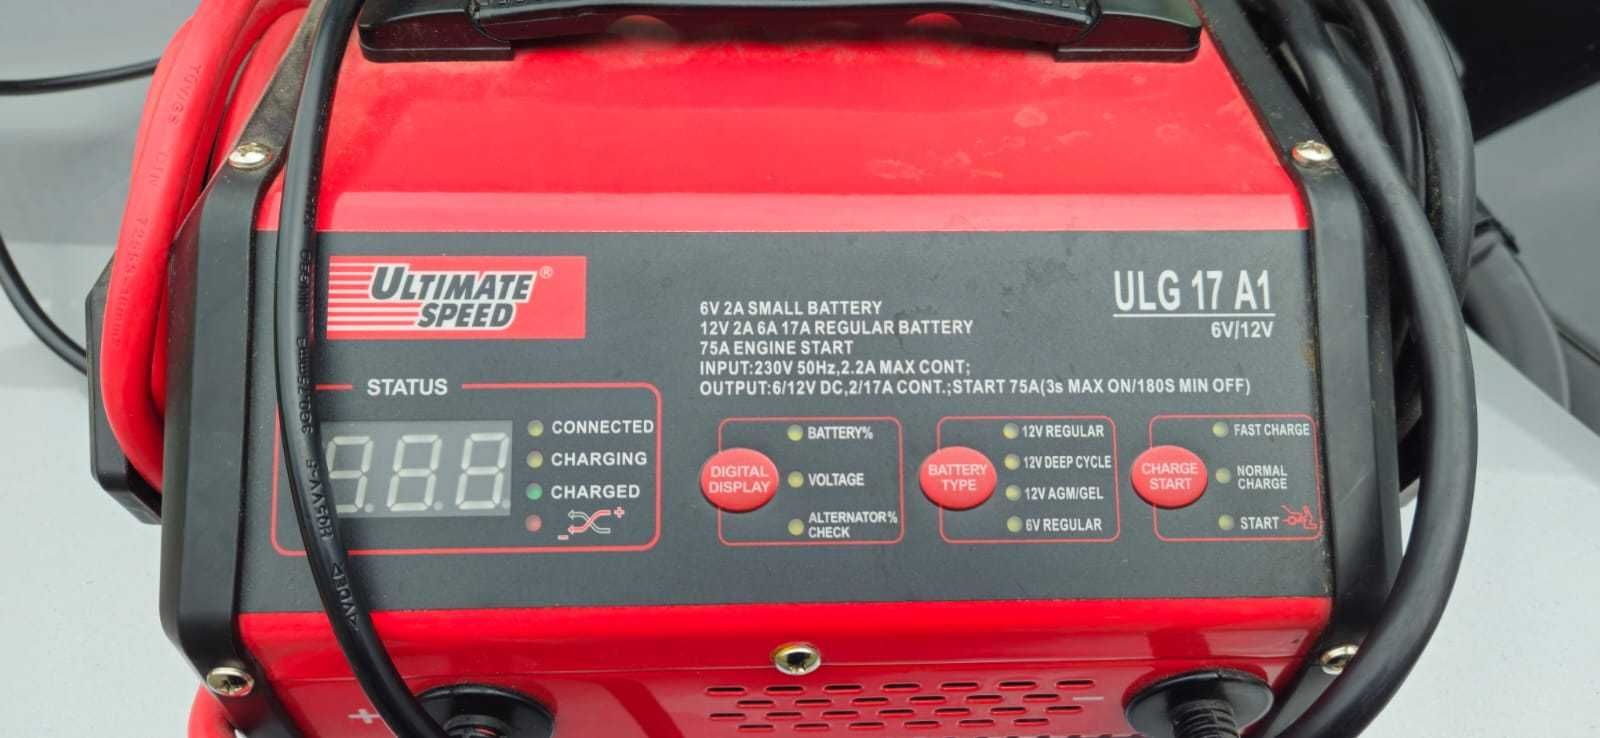 ULTIMATE ®
SPEED
ULG 17 A1
6V/12V
6V 2A SMALL BATTERY
12V 2A 6A 17A REGULAR BATTERY
75A ENGINE START
INPUT:230V 50Hz,2.2A MAX CONT;
OUTPUT:6/12V DC,2/17A CONT.;START 75A(3s MAX ON/180S MIN OFF)
STATUS
8.8.8.
CONNECTED
CHARGING
CHARGED
+
-
DIGITAL
DISPLAY
BATTERY%
VOLTAGE
ALTERNATOR%
CHECK
BATTERY
TYPE
12V REGULAR
12V DEEP CYCLE
12V AGM/GEL
6V REGULAR
CHARGE
START
FAST CHARGE
NORMAL
CHARGE
START
+
-